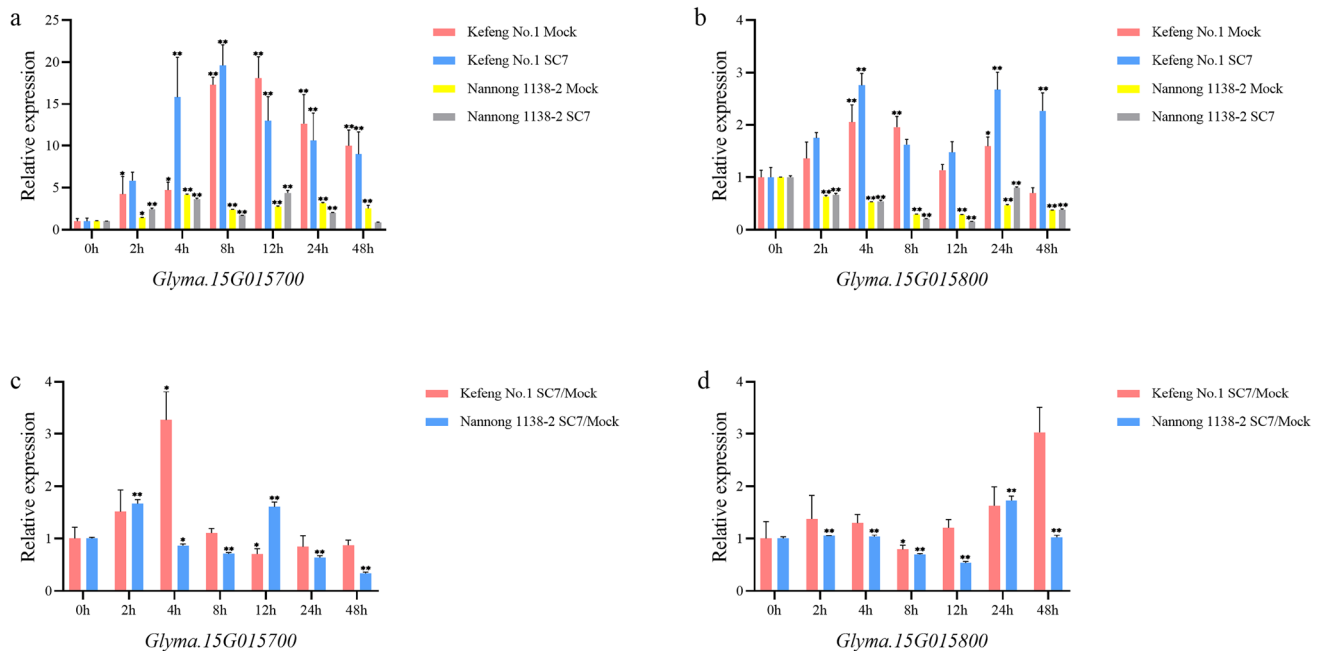 a
Relative expression
25
20
15
10
5
0
0h 2h 4h 8h 12h 24h 48h
* * * ** ** ** ** ** ** ** ** ** ** ** ** ** ** ** ** ** ** **
Glyma.15G015700
Kefeng No.1 Mock
Kefeng No.1 SC7
Nannong 1138-2 Mock
Nannong 1138-2 SC7
b
Relative expression
4
3
2
1
0
0h 2h 4h 8h 12h 24h 48h
** ** ** ** ** ** ** ** ** ** ** * ** ** ** ** ** **
Glyma.15G015800
Kefeng No.1 Mock
Kefeng No.1 SC7
Nannong 1138-2 Mock
Nannong 1138-2 SC7
c
Relative expression
4
3
2
1
0
0h 2h 4h 8h 12h 24h 48h
** * * ** * ** ** **
Glyma.15G015700
Kefeng No.1 SC7/Mock
Nannong 1138-2 SC7/Mock
d
Relative expression
4
3
2
1
0
0h 2h 4h 8h 12h 24h 48h
** ** * ** ** ** **
Glyma.15G015800
Kefeng No.1 SC7/Mock
Nannong 1138-2 SC7/Mock